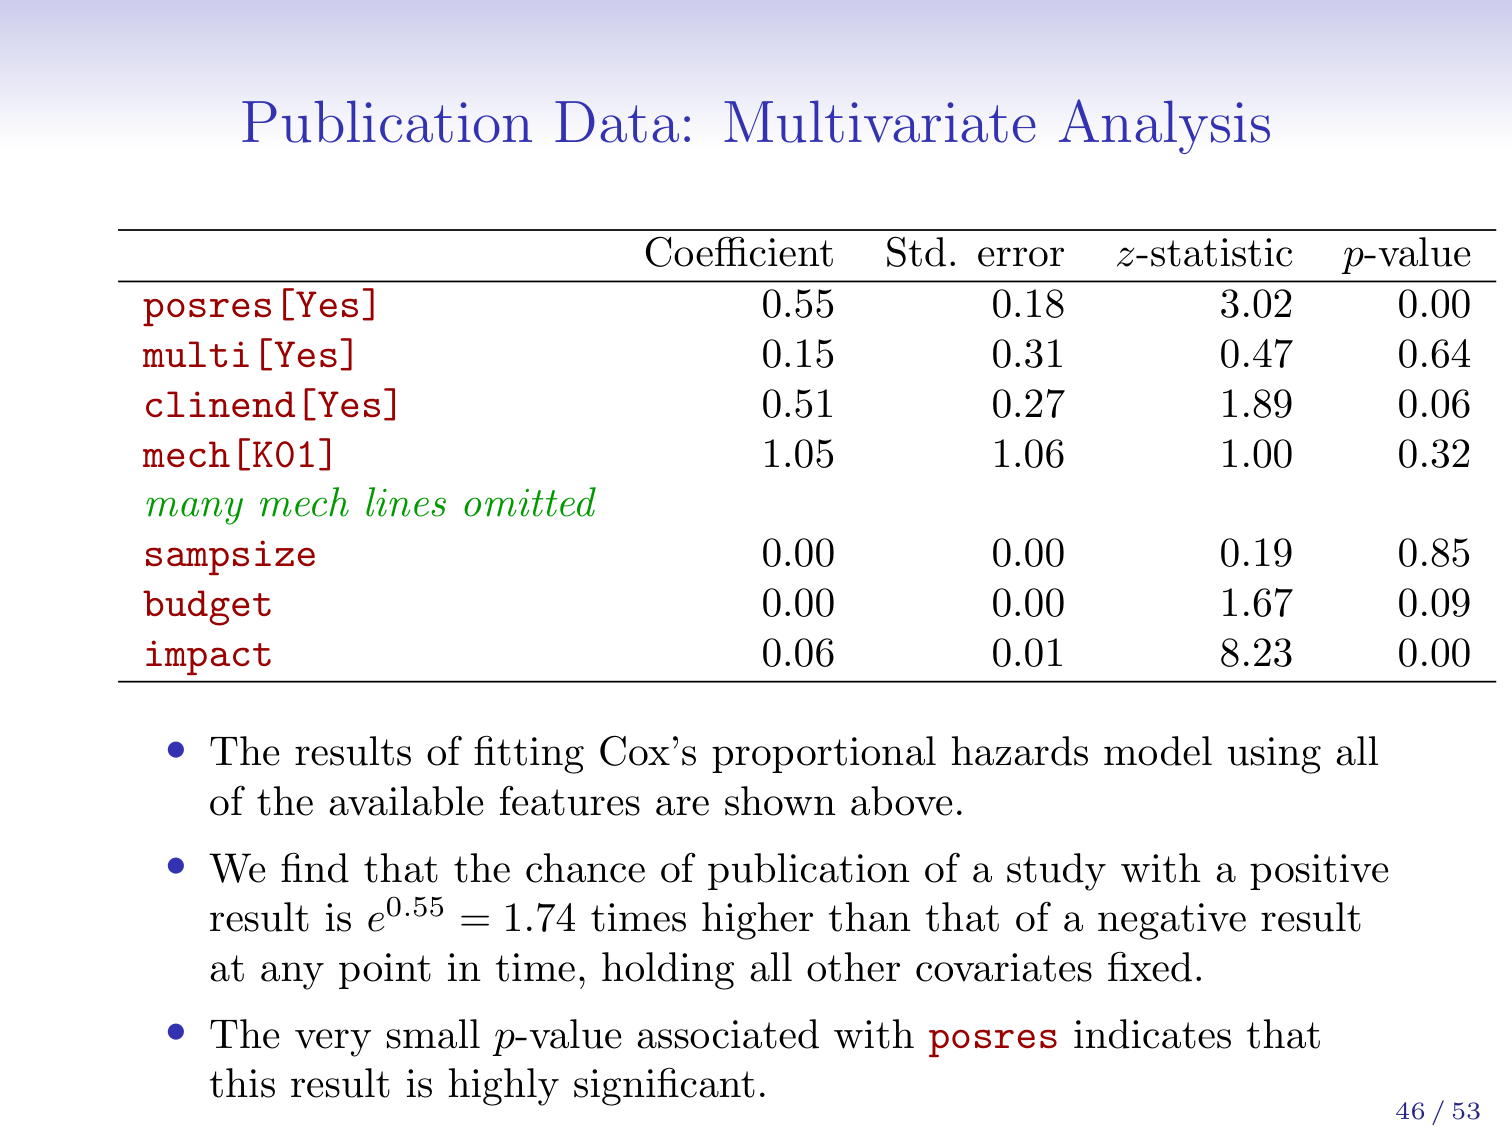 Publication Data: Multivariate Analysis
Coefficient Std. error z-statistic p-value
posres[Yes] 0.55 0.18 3.02 0.00
multi[Yes] 0.15 0.31 0.47 0.64
clinend[Yes] 0.51 0.27 1.89 0.06
mech[K01] 1.05 1.06 1.00 0.32
many mech lines omitted
sampsize 0.00 0.00 0.19 0.85
budget 0.00 0.00 1.67 0.09
impact 0.06 0.01 8.23 0.00
• The results of fitting Cox's proportional hazards model using all
of the available features are shown above.
• We find that the chance of publication of a study with a positive
result is e^0.55 = 1.74 times higher than that of a negative result
at any point in time, holding all other covariates fixed.
• The very small p-value associated with posres indicates that
this result is highly significant.
46 / 53